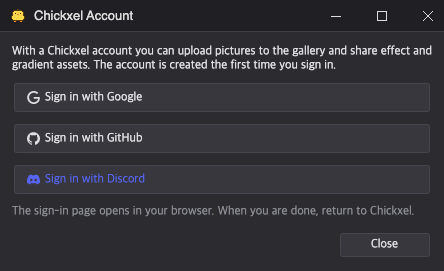 Chickxel Account
With a Chickxel account you can upload pictures to the gallery and share effect and
gradient assets. The account is created the first time you sign in.
Sign in with Google
Sign in with GitHub
Sign in with Discord
The sign-in page opens in your browser. When you are done, return to Chickxel.
Close